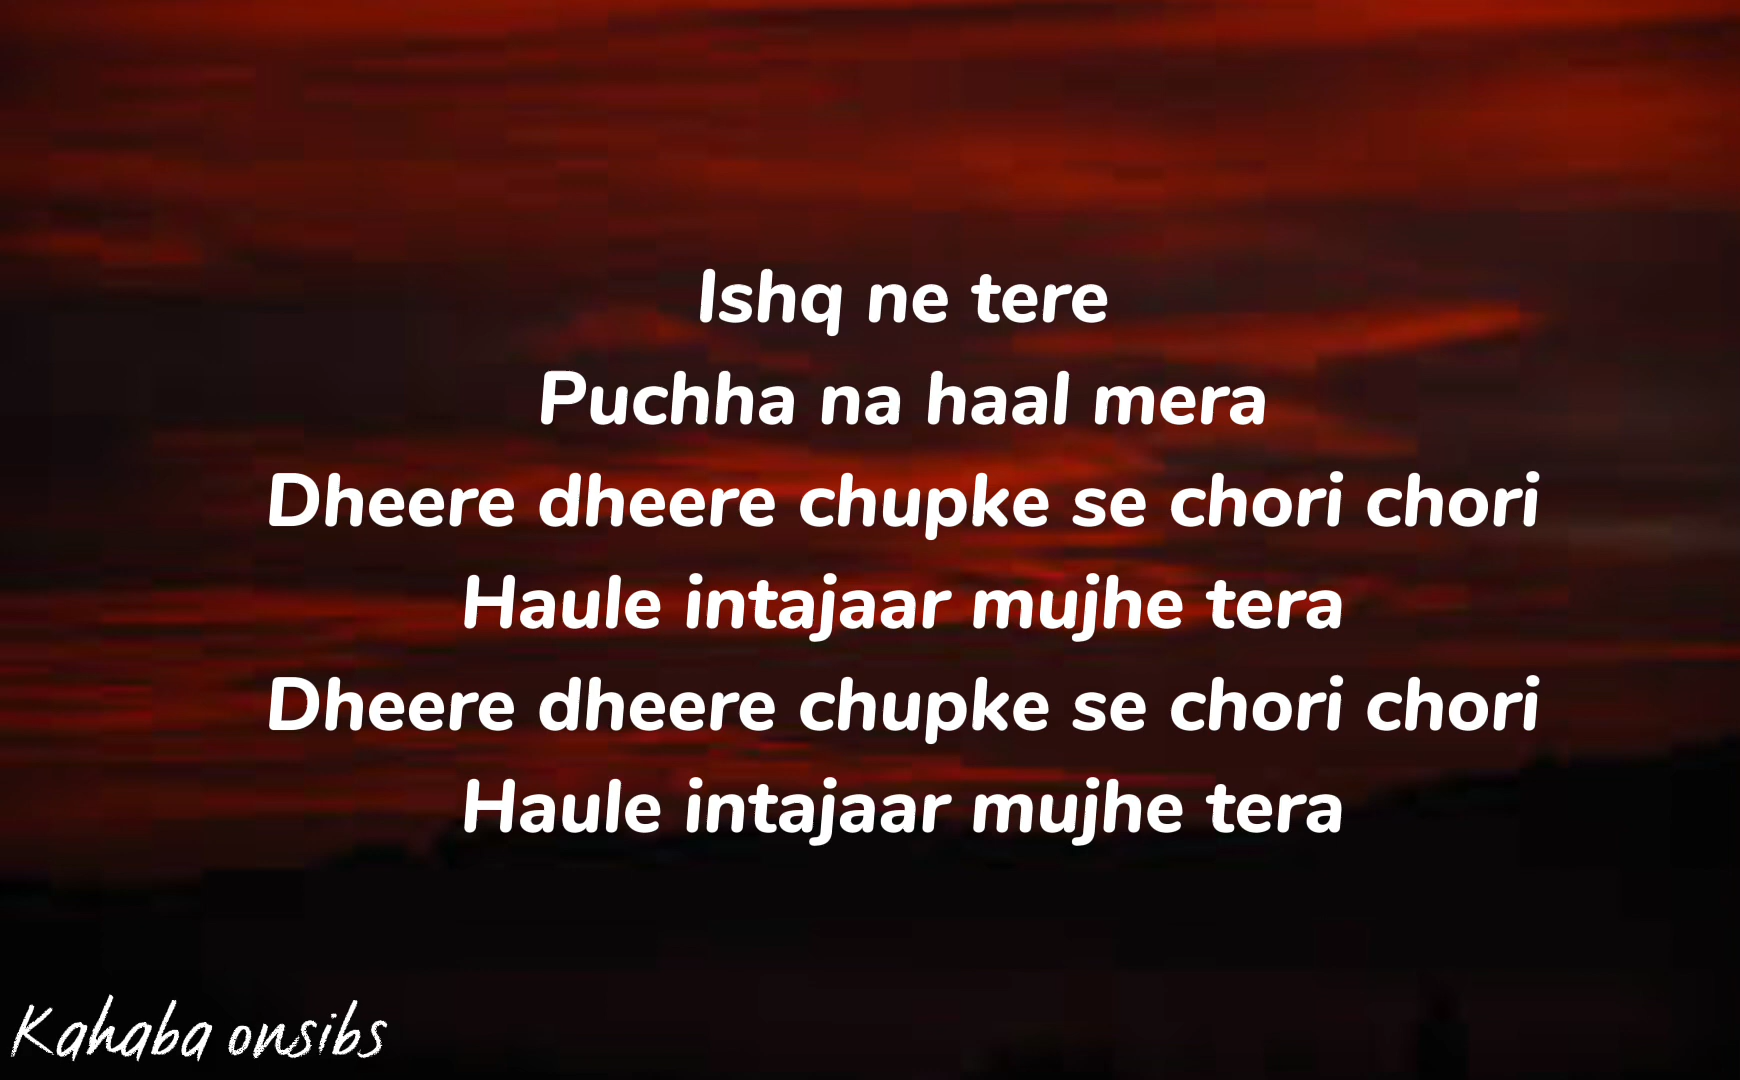 Ishq ne tere
Puchha na haal mera
Dheere dheere chupke se chori chori
Haule intajaar mujhe tera
Dheere dheere chupke se chori chori
Haule intajaar mujhe tera
Kahaba onsibs